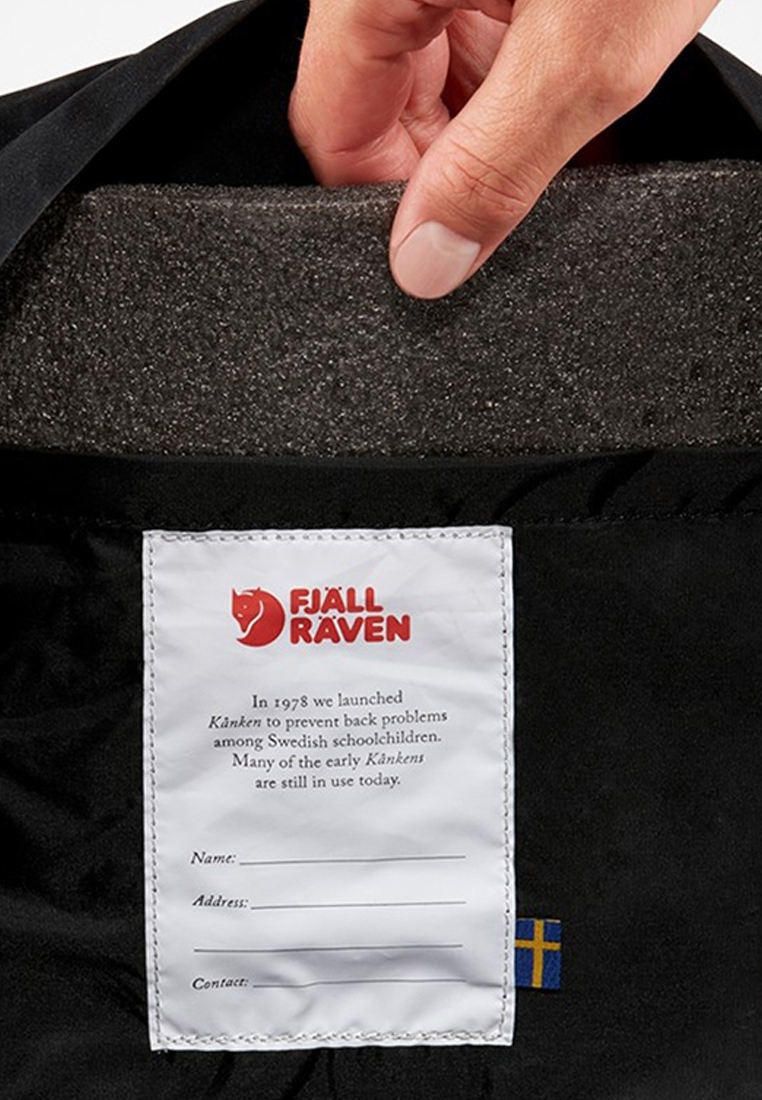 FJÄLL
RÄVEN
In 1978 we launched
Kånken to prevent back problems
among Swedish schoolchildren.
Many of the early Kånkens
are still in use today.
Name:
Address:
Contact: